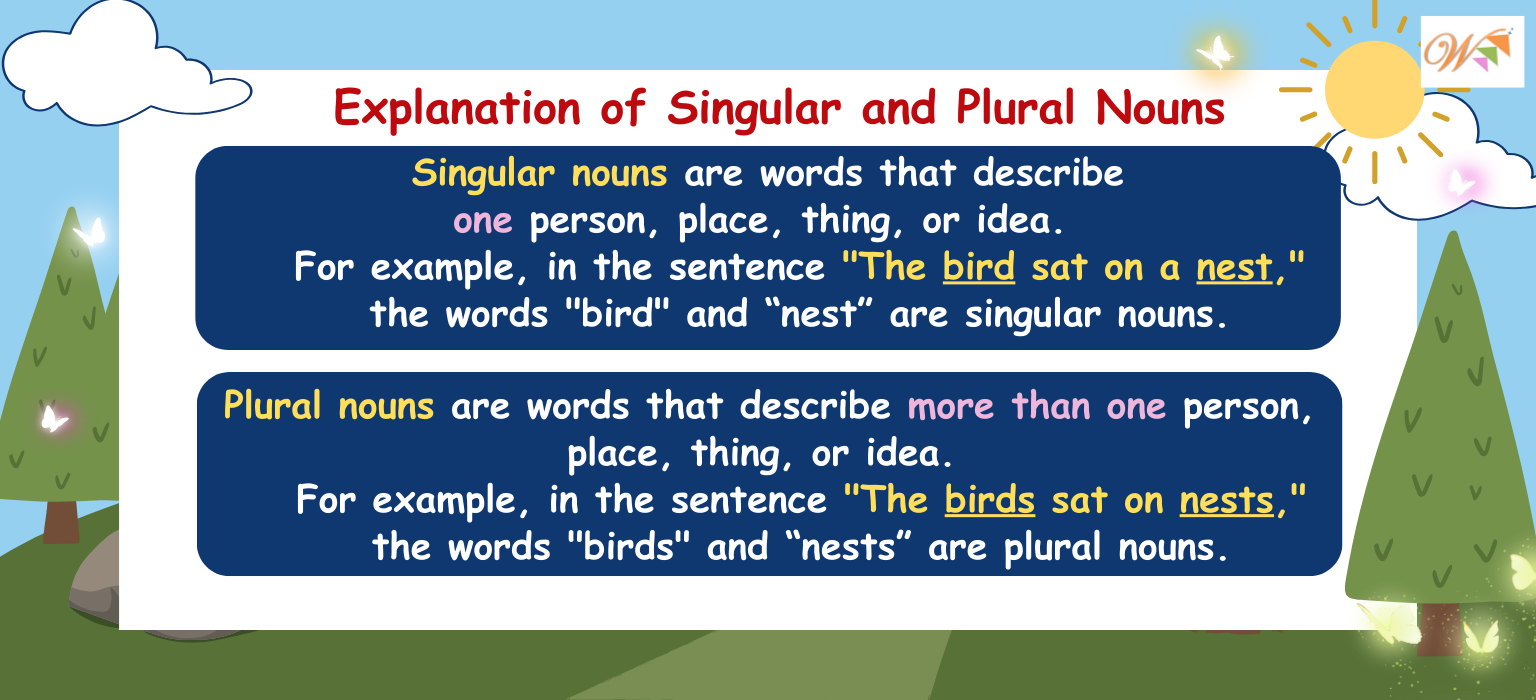 Explanation of Singular and Plural Nouns
Singular nouns are words that describe
one person, place, thing, or idea.
For example, in the sentence "The bird sat on a nest,"
the words "bird" and “nest” are singular nouns.
Plural nouns are words that describe more than one person,
place, thing, or idea.
For example, in the sentence "The birds sat on nests,"
the words "birds" and “nests” are plural nouns.
W